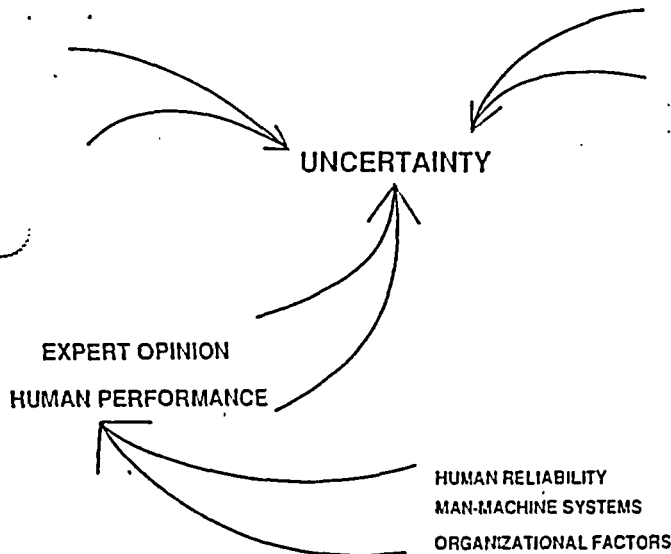 UNCERTAINTY
EXPERT OPINION
HUMAN PERFORMANCE
HUMAN RELIABILITY
MAN-MACHINE SYSTEMS
ORGANIZATIONAL FACTORS